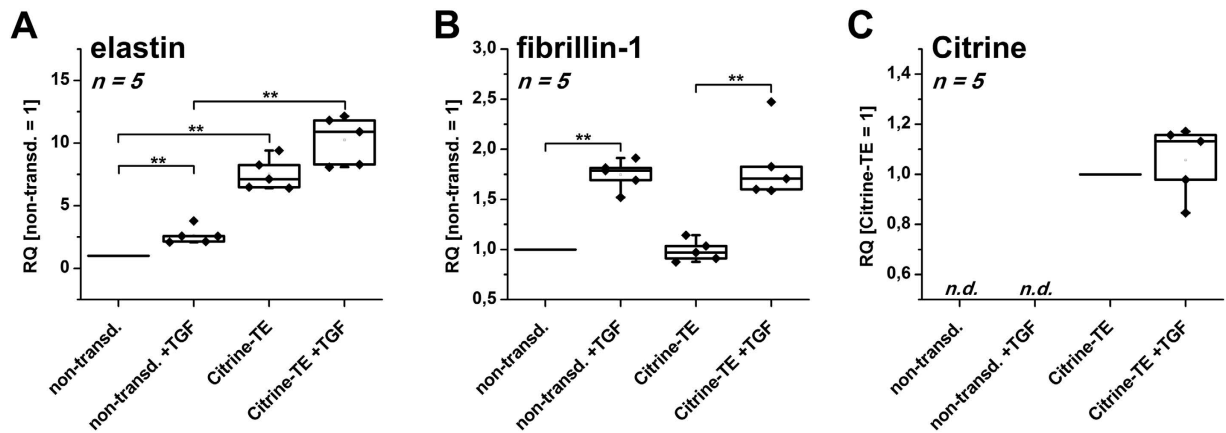 A
elastin
n = 5
RQ [non-transd. = 1]
15
10
5
0
**
**
**
non-transd.
non-transd. +TGF
Citrine-TE
Citrine-TE +TGF
B
fibrillin-1
n = 5
RQ [non-transd. = 1]
3,0
2,5
2,0
1,5
1,0
0,5
**
**
non-transd.
non-transd. +TGF
Citrine-TE
Citrine-TE +TGF
C
Citrine
n = 5
RQ [Citrine-TE = 1]
1,4
1,2
1,0
0,8
0,6
n.d.
n.d.
non-transd.
non-transd. +TGF
Citrine-TE
Citrine-TE +TGF